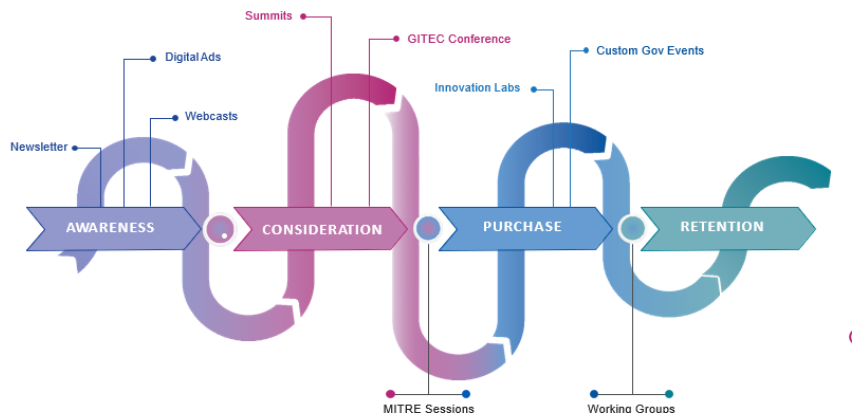 Summits
GITEC Conference
Digital Ads
Custom Gov Events
Innovation Labs
Webcasts
Newsletter
AWARENESS
CONSIDERATION
PURCHASE
RETENTION
MITRE Sessions
Working Groups